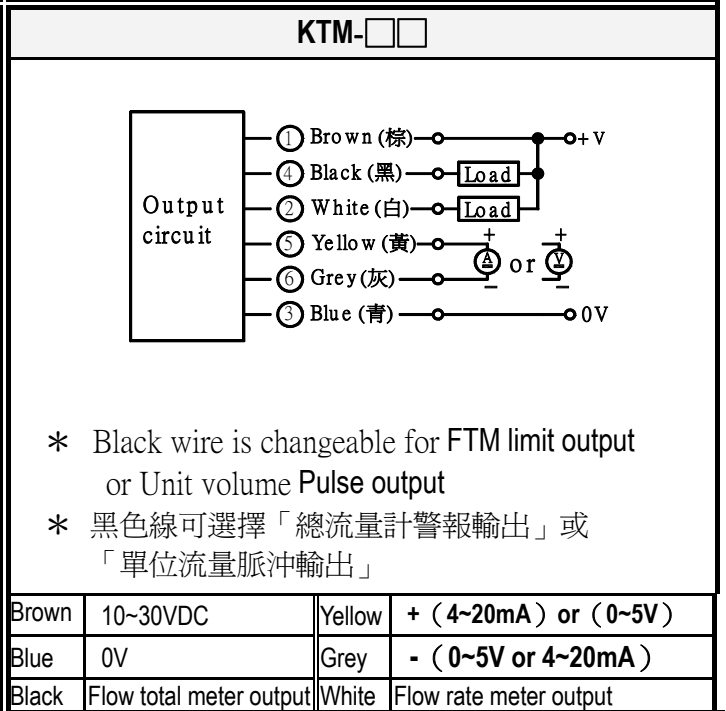 KTM-□□
① Brown (棕) +V
④ Black (黑) Load
Output circuit
② White (白) Load
⑤ Yellow (黃) + +
A or V
⑥ Grey (灰) - -
③ Blue (青) 0V
* Black wire is changeable for FTM limit output
or Unit volume Pulse output
* 黑色線可選擇「總流量計警報輸出」或
「單位流量脈沖輸出」
Brown 10~30VDC Yellow +（4~20mA）or（0~5V）
Blue 0V Grey -（0~5V or 4~20mA）
Black Flow total meter output White Flow rate meter output